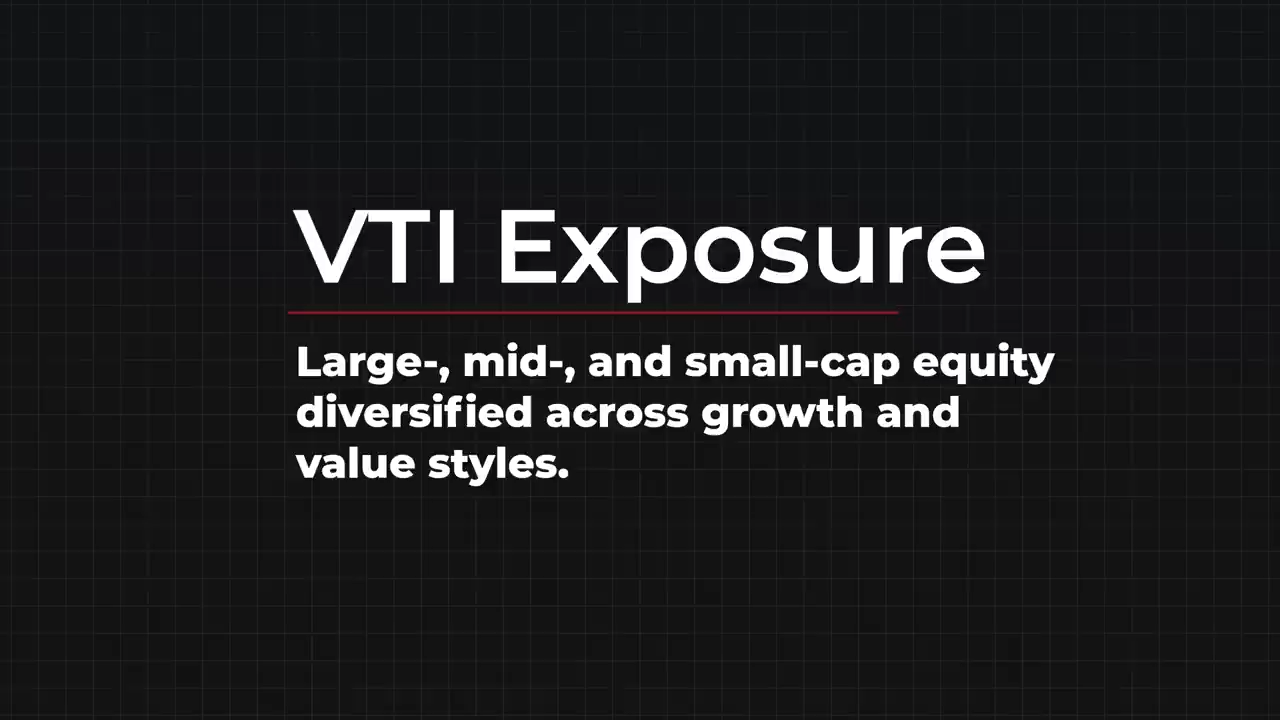 VTI Exposure
Large-, mid-, and small-cap equity
diversified across growth and
value styles.